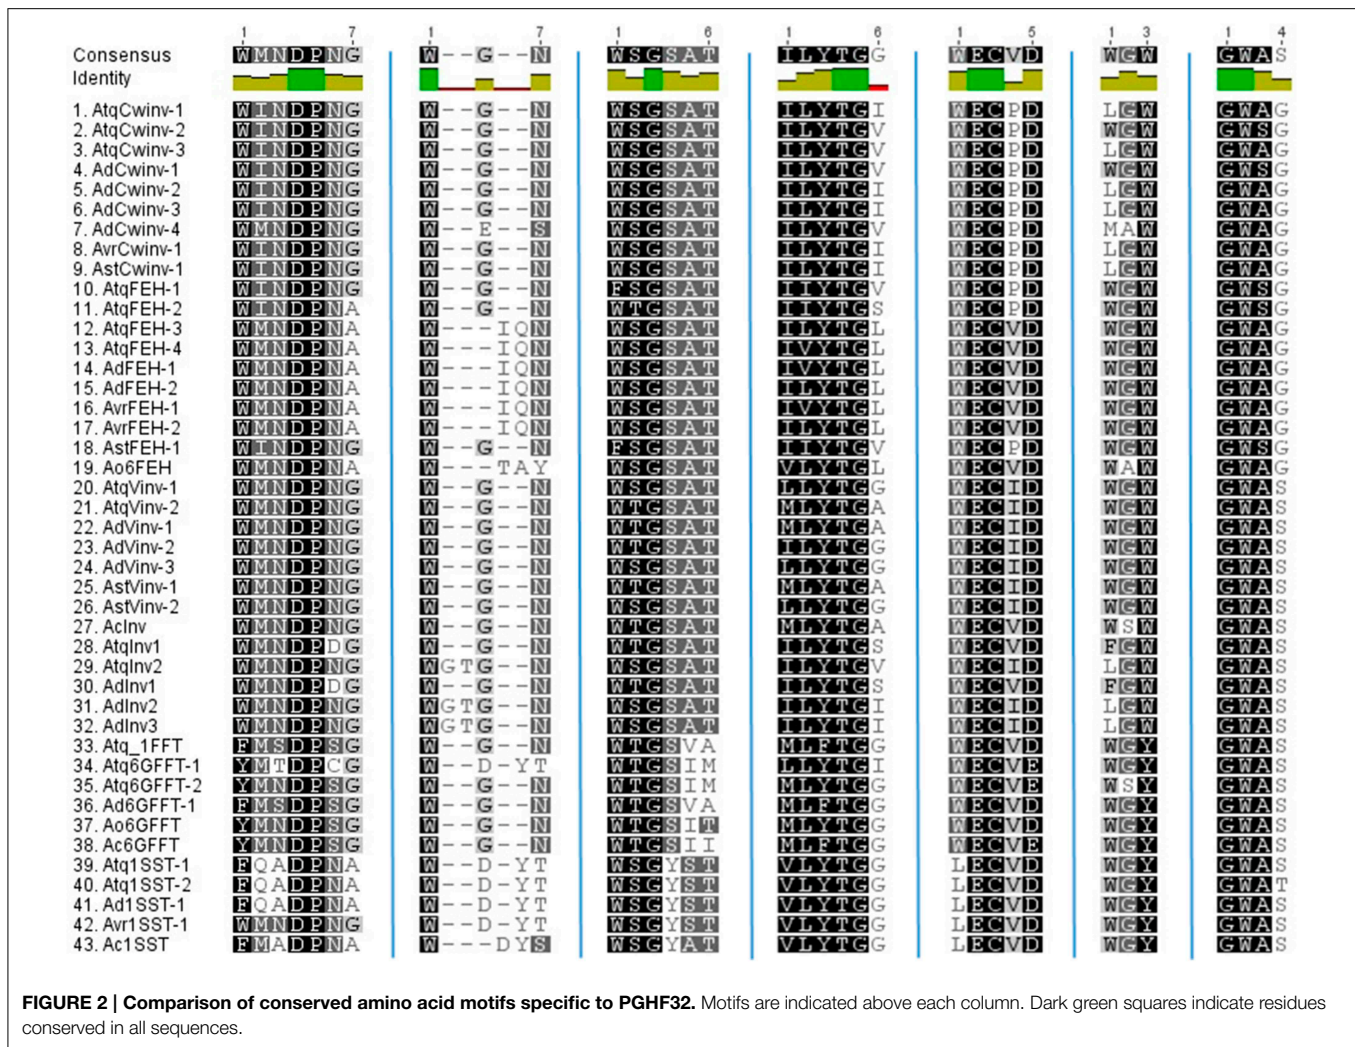 1 7 1 7 1 6 1 6 1 5 1 3 1 4
Consensus WMNDPNG W--G--N WSGSAT ILYTGG WECVD WGW GWAS
Identity
1. AtqCwinv-1 WINDPNG W--G--N WSGSAT ILYTGI WECPD LGW GWAG
2. AtqCwinv-2 WINDPNG W--G--N WSGSAT ILYTGV WECPD WGW GWSG
3. AtqCwinv-3 WINDPNG W--G--N WSGSAT ILYTGV WECPD LGW GWAG
4. AdCwinv-1 WINDPNG W--G--N WSGSAT ILYTGV WECPD WGW GWSG
5. AdCwinv-2 WINDPNG W--G--N WSGSAT ILYTGI WECPD LGW GWAG
6. AdCwinv-3 WINDPNG W--G--N WSGSAT ILYTGI WECPD LGW GWAG
7. AdCwinv-4 WINDPNG W--E--S WSGSAT ILYTGV WECPD MAW GWAG
8. AvrCwinv-1 WINDPNG W--G--N WSGSAT ILYTGI WECPD LGW GWAG
9. AstCwinv-1 WINDPNG W--G--N WSGSAT ILYTGI WECPD LGW GWAG
10. AtqFEH-1 WINDPNG W--G--N FSGSAT IIYTGV WECPD WGW GWSG
11. AtqFEH-2 WINDPNA W--G--N WTGSAT IIYTGS WECPD WGW GWSG
12. AtqFEH-3 WMNDPNA W---IQN WSGSAT ILYTGL WECVD WGW GWAG
13. AtqFEH-4 WMNDPNA W---IQN WSGSAT IVYTGL WECVD WGW GWAG
14. AdFEH-1 WMNDPNA W---IQN WSGSAT IVYTGL WECVD WGW GWAG
15. AdFEH-2 WMNDPNA W---IQN WSGSAT ILYTGL WECVD WGW GWAG
16. AvrFEH-1 WMNDPNA W---IQN WSGSAT IVYTGL WECVD WGW GWAG
17. AvrFEH-2 WMNDPNA W---IQN WSGSAT ILYTGL WECVD WGW GWAG
18. AstFEH-1 WINDPNG W--G--N FSGSAT IIYTGV WECPD WGW GWSG
19. Ao6FEH WMNDPNA W---TAY WSGSAT VLYTGL WECVD WAW GWAG
20. AtqVinv-1 WMNDPNG W--G--N WSGSAT LLYTGG WECID WGW GWAS
21. AtqVinv-2 WMNDPNG W--G--N WTGSAT MLYTGA WECID WGW GWAS
22. AdVinv-1 WMNDPNG W--G--N WTGSAT MLYTGA WECID WGW GWAS
23. AdVinv-2 WMNDPNG W--G--N WTGSAT ILYTGG WECID WGW GWAS
24. AdVinv-3 WMNDPNG W--G--N WSGSAT LLYTGG WECID WGW GWAS
25. AstVinv-1 WMNDPNG W--G--N WTGSAT MLYTGA WECID WGW GWAS
26. AstVinv-2 WMNDPNG W--G--N WSGSAT LLYTGG WECID WGW GWAS
27. AcInv WMNDPNG W--G--N WTGSAT MLYTGA WECVD WSW GWAS
28. AtqInv1 WMNDPDG W--G--N WTGSAT ILYTGS WECVD FGW GWAS
29. AtqInv2 WMNDPNG WGTG--N WSGSAT ILYTGV WECID LGW GWAS
30. AdInv1 WMNDPDG W--G--N WTGSAT ILYTGS WECVD FGW GWAS
31. AdInv2 WMNDPNG WGTG--N WSGSAT ILYTGI WECID LGW GWAS
32. AdInv3 WMNDPNG WGTG--N WSGSAT ILYTGI WECID LGW GWAS
33. Atq_1FFT FMSDPSG W--G--N WTGSVA MLFTGG WECVD WGY GWAS
34. Atq6GFFT-1 YMTDPCG W--D-YT WTGSIM LLYTGI WECVE WGY GWAS
35. Atq6GFFT-2 YMNDPSG W--G--N WTGSIM MLYTGG WECVE WSY GWAS
36. Ad6GFFT-1 FMSDPSG W--G--N WTGSVA MLFTGG WECVD WGY GWAS
37. Ao6GFFT YMNDPSG W--G--N WTGSIT MLYTGG WECVD WGY GWAS
38. Ac6GFFT YMNDPSG W--G--N WTGSII MLYTGG WECVE WGY GWAS
39. Atq1SST-1 FQADPNA W--D-YT WSGYST VLYTGG LECVD WGY GWAS
40. Atq1SST-2 FQADPNA W--D-YT WSGYST VLYTGG LECVD WGY GWAT
41. Ad1SST-1 FQADPNA W--D-YT WSGYST VLYTGG LECVD WGY GWAS
42. Avr1SST-1 WMNDPNG W--D-YT WSGYST VLYTGG LECVD WGY GWAS
43. Ac1SST FMADPNA W---DYS WSGYAT VLYTGG LECVD WGY GWAS
FIGURE 2 | Comparison of conserved amino acid motifs specific to PGHF32. Motifs are indicated above each column. Dark green squares indicate residues
conserved in all sequences.